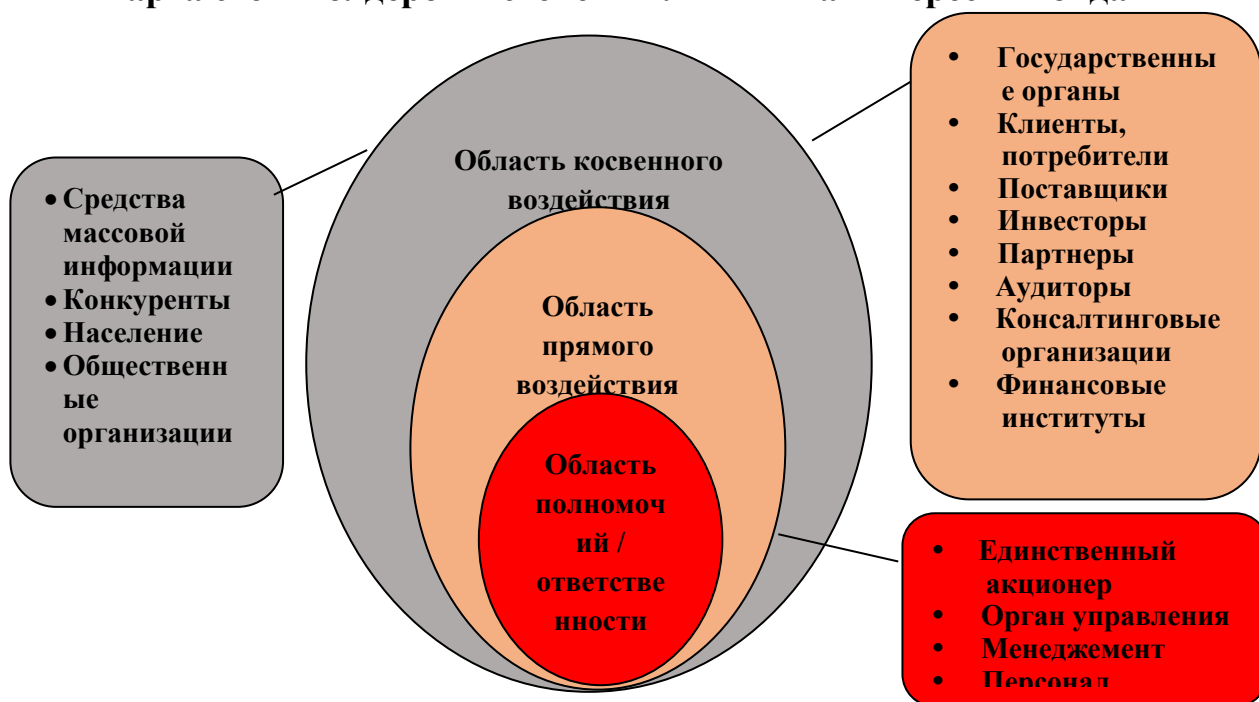 Область косвенного
воздействия
Область
прямого
воздействия
Область
полномоч
ий /
ответстве
нности
• Средства
массовой
информации
• Конкуренты
• Население
• Общественн
ые
организации
• Государственны
е органы
• Клиенты,
потребители
• Поставщики
• Инвесторы
• Партнеры
• Аудиторы
• Консалтинговые
организации
• Финансовые
институты
• Единственный
акционер
• Орган управления
• Менеджмент
• Персонал